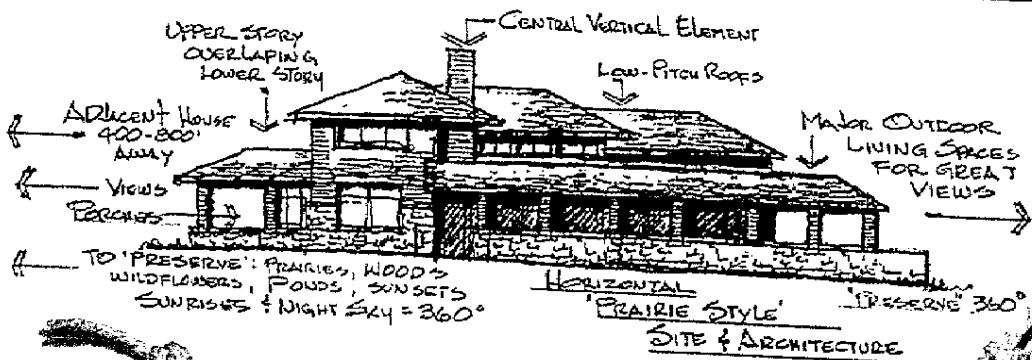 UPPER STORY
OVERLAPING
LOWER STORY
CENTRAL VERTICAL ELEMENT
LOW-PITCH ROOFS
ADJACENT HOUSE
400-800'
AWAY
MAJOR OUTDOOR
LIVING SPACES
FOR GREAT
VIEWS
VIEWS
PORCHES
TO 'PRESERVE': PRAIRIES, WOODS
WILDFLOWERS, PONDS, SUNSETS
SUNRISES & NIGHT SKY = 360°
HORIZONTAL
'PRAIRIE STYLE'
SITE & ARCHITECTURE
'PRESERVE' 360°